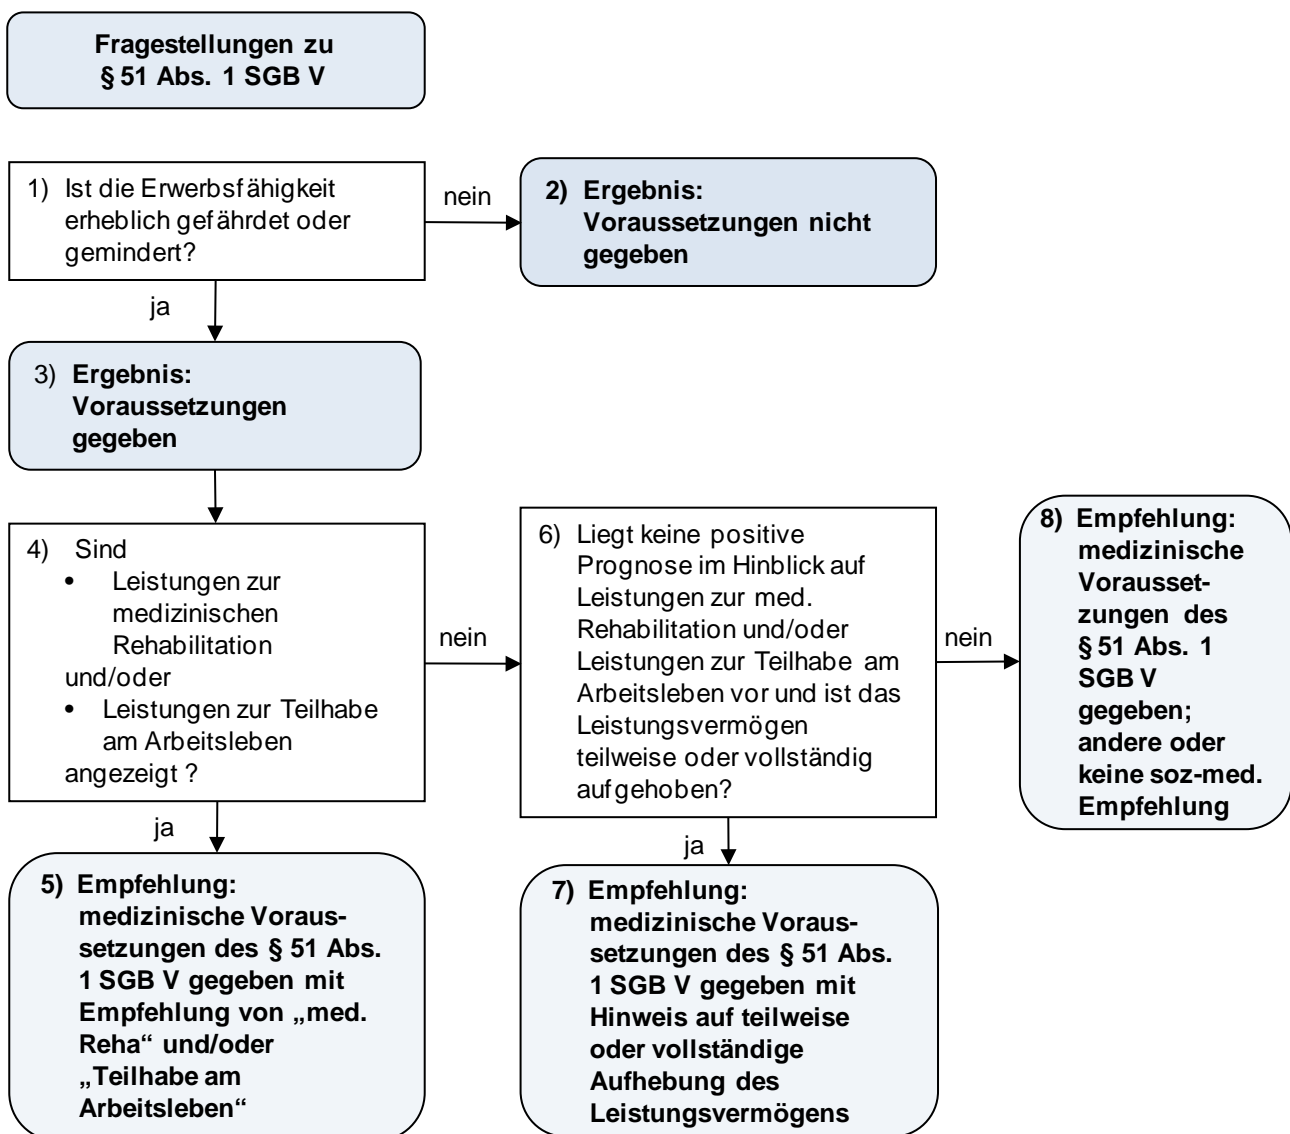 Fragestellungen zu
§ 51 Abs. 1 SGB V
1) Ist die Erwerbsfähigkeit
erheblich gefährdet oder
gemindert?
nein
2) Ergebnis:
Voraussetzungen nicht
gegeben
ja
3) Ergebnis:
Voraussetzungen
gegeben
4) Sind
• Leistungen zur
medizinischen
Rehabilitation
und/oder
• Leistungen zur Teilhabe
am Arbeitsleben
angezeigt ?
nein
6) Liegt keine positive
Prognose im Hinblick auf
Leistungen zur med.
Rehabilitation und/oder
Leistungen zur Teilhabe am
Arbeitsleben vor und ist das
Leistungsvermögen
teilweise oder vollständig
aufgehoben?
nein
8) Empfehlung:
medizinische
Vorausset-
zungen des
§ 51 Abs. 1
SGB V
gegeben;
andere oder
keine soz-med.
Empfehlung
ja
5) Empfehlung:
medizinische Voraus-
setzungen des § 51 Abs.
1 SGB V gegeben mit
Empfehlung von „med.
Reha“ und/oder
„Teilhabe am
Arbeitsleben“
ja
7) Empfehlung:
medizinische Voraus-
setzungen des § 51 Abs.
1 SGB V gegeben mit
Hinweis auf teilweise
oder vollständige
Aufhebung des
Leistungsvermögens